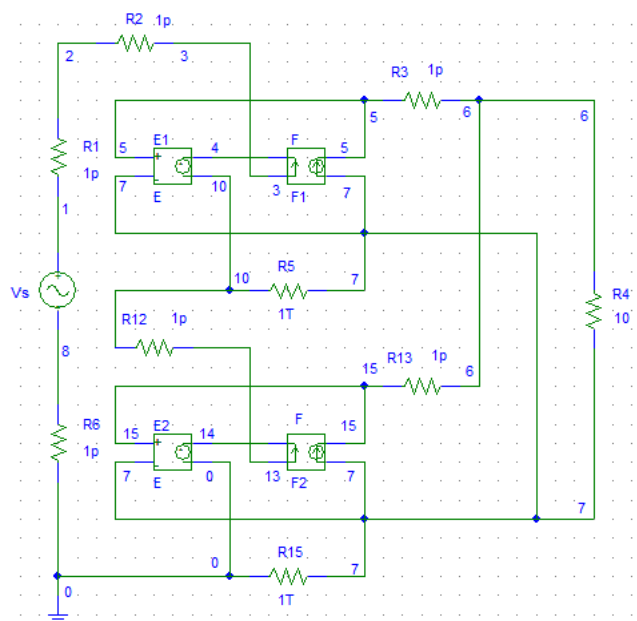 R2 1p
2 3
R3 1p
5 6 6
R1
1p
5 E1 4 F 5
7 10
E 3 F1 7
1
10 R5 7
1T
Vs
R12 1p
R4
10
8
15 R13 1p 6
R6
1p
15 E2 14 F 15
7 0
E 13 F2 7
7
0 R15 7
1T
0